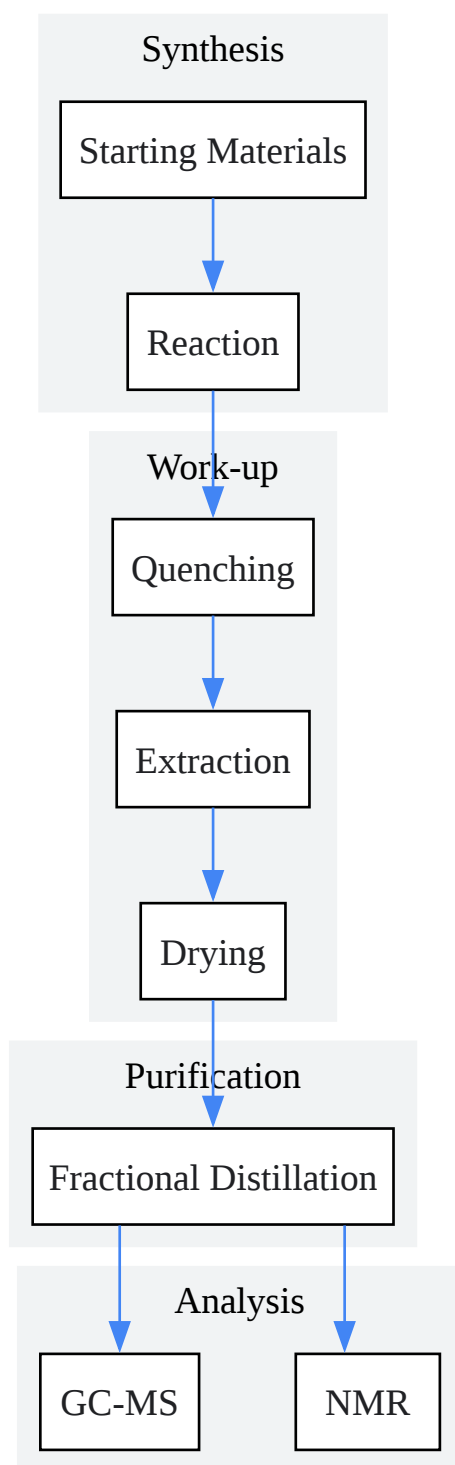 Synthesis
Starting Materials
Reaction
Work-up
Quenching
Extraction
Drying
Purification
Fractional Distillation
Analysis
GC-MS
NMR